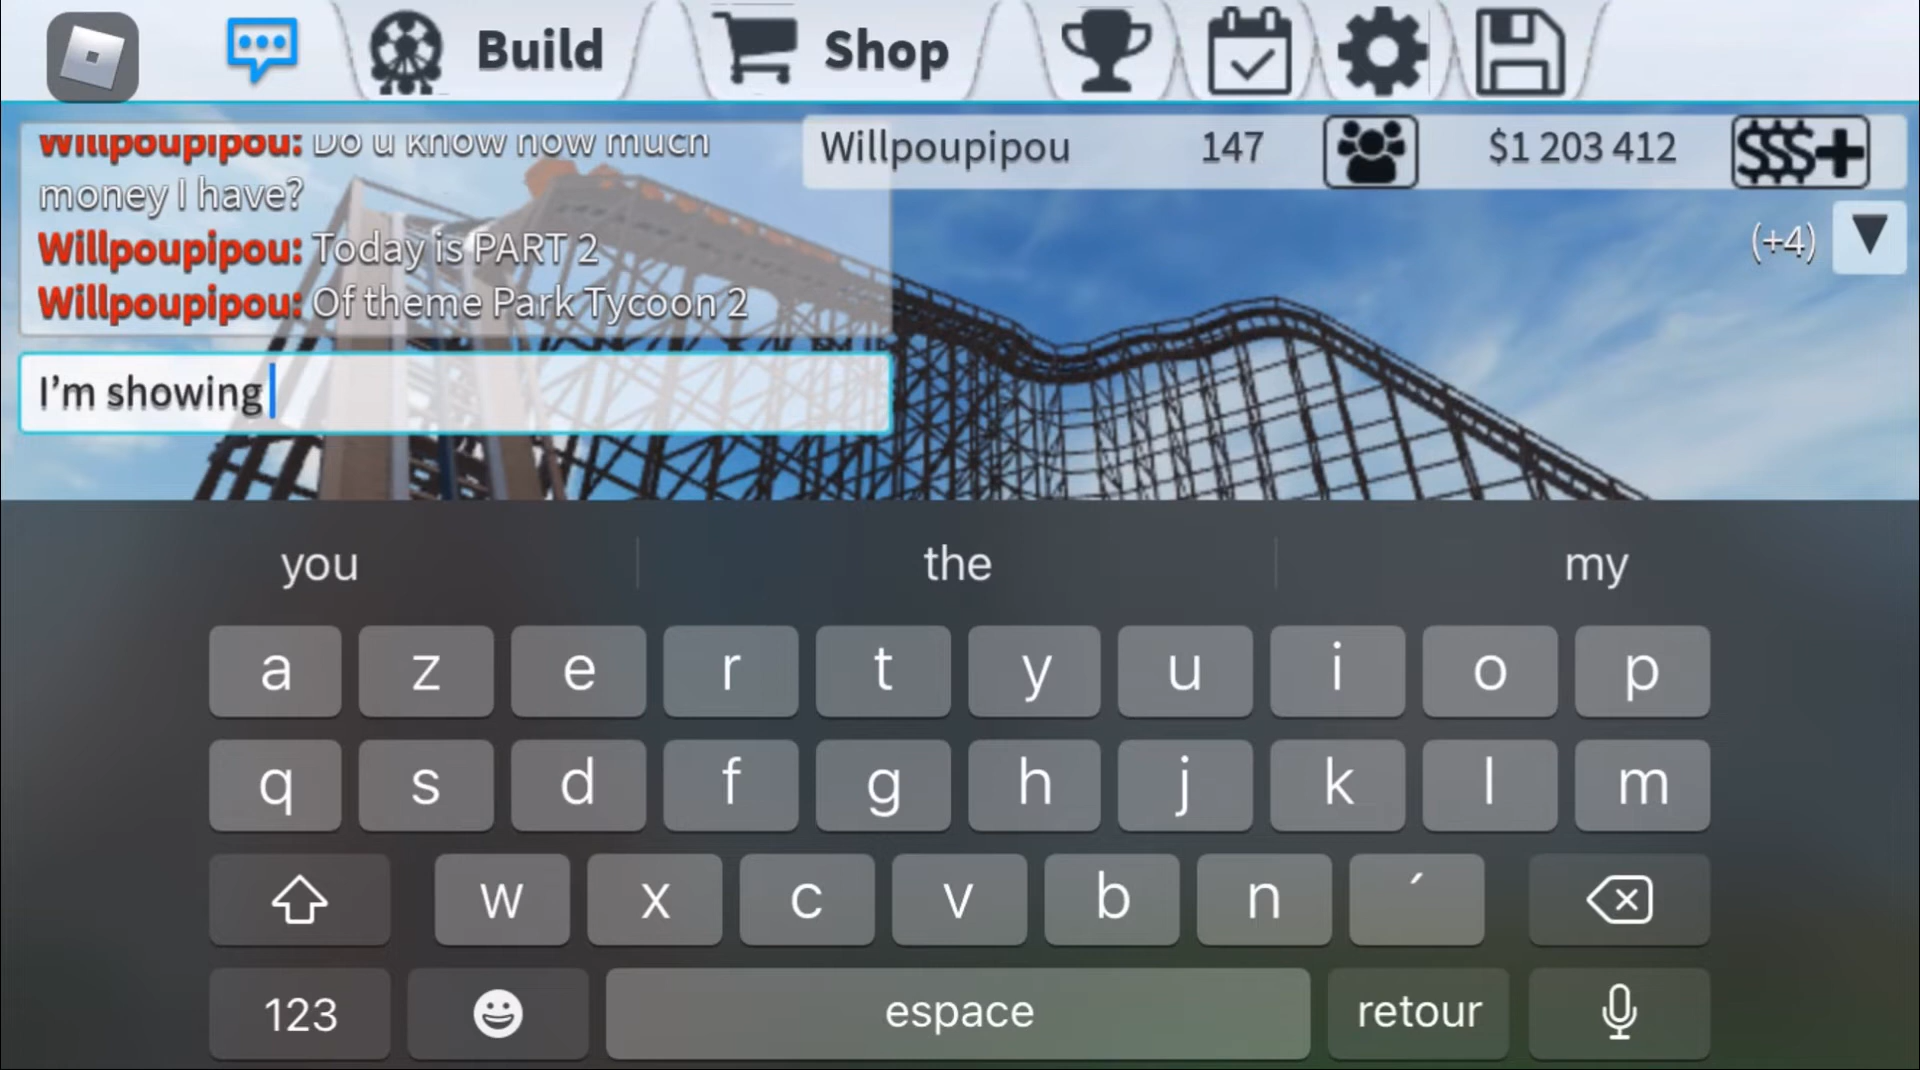 Build
Shop
Willpoupipou: Do u know how much
money I have?
Willpoupipou: Today is PART 2
Willpoupipou: Of theme Park Tycoon 2
I’m showing
Willpoupipou 147 $1 203 412 $$$+
(+4)
you the my
a z e r t y u i o p
q s d f g h j k l m
w x c v b n ´
123 espace retour